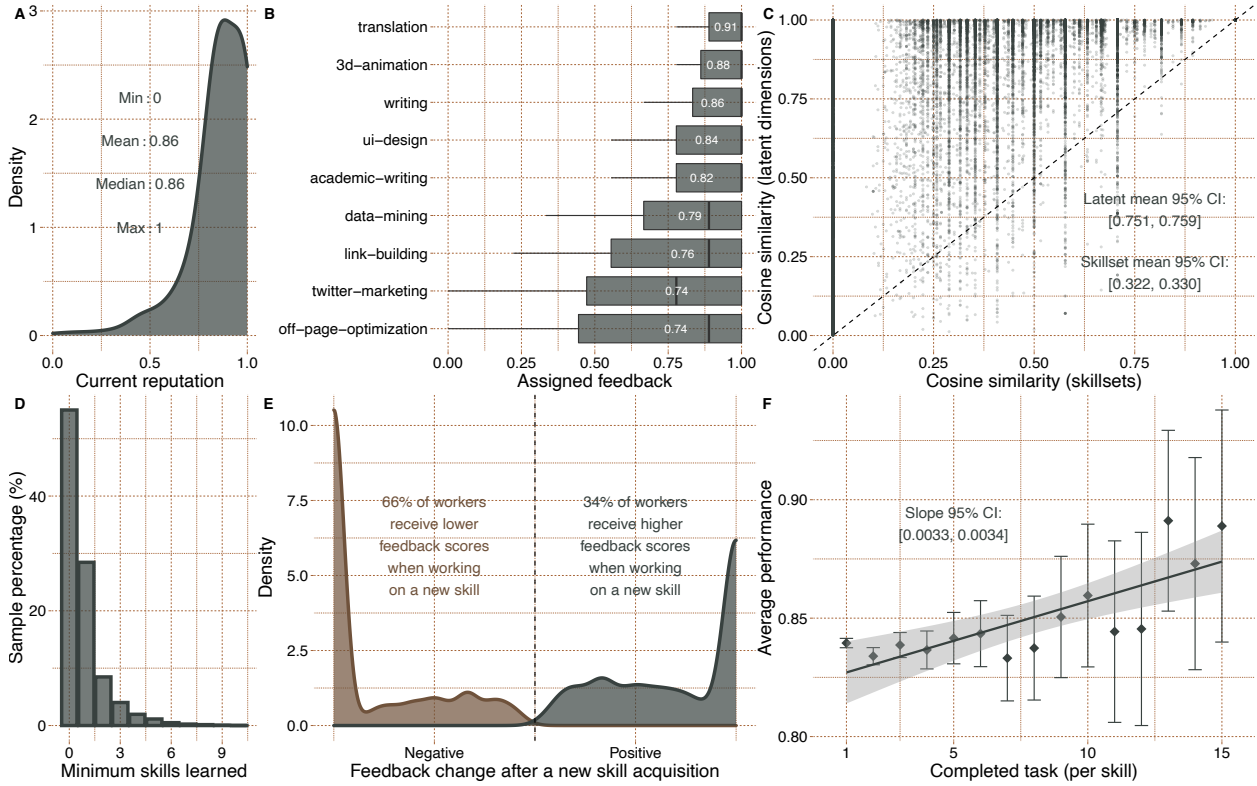 A
3
2
1
0
Density
Min : 0
Mean : 0.86
Median : 0.86
Max : 1
0.0
0.5
1.0
Current reputation
B
translation
3d−animation
writing
ui−design
academic−writing
data−mining
link−building
twitter−marketing
off−page−optimization
0.91
0.88
0.86
0.84
0.82
0.79
0.76
0.74
0.74
0.00
0.25
0.50
0.75
1.00
Assigned feedback
C
Cosine similarity (latent dimensions)
1.00
0.75
0.50
0.25
0.00
Latent mean 95% CI:
[0.751, 0.759]
Skillset mean 95% CI:
[0.322, 0.330]
0.00
0.25
0.50
0.75
1.00
Cosine similarity (skillsets)
D
Sample percentage (%)
40
20
0
0
3
6
9
Minimum skills learned
E
Density
10.0
7.5
5.0
2.5
0.0
66% of workers
receive lower
feedback scores
when working
on a new skill
34% of workers
receive higher
feedback scores
when working
on a new skill
Negative
Positive
Feedback change after a new skill acquisition
F
Average performance
0.90
0.85
0.80
Slope 95% CI:
[0.0033, 0.0034]
1
5
10
15
Completed task (per skill)